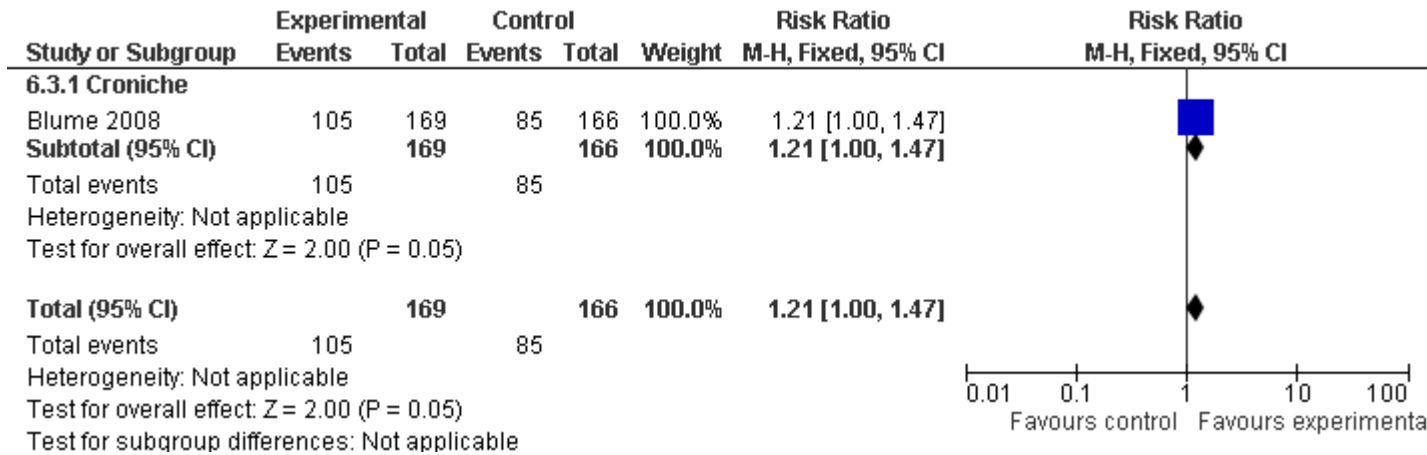 Experimental Control Risk Ratio Risk Ratio
Study or Subgroup Events Total Events Total Weight M-H, Fixed, 95% CI M-H, Fixed, 95% CI
6.3.1 Croniche
Blume 2008 105 169 85 166 100.0% 1.21 [1.00, 1.47]
Subtotal (95% CI) 169 166 100.0% 1.21 [1.00, 1.47]
Total events 105 85
Heterogeneity: Not applicable
Test for overall effect: Z = 2.00 (P = 0.05)
Total (95% CI) 169 166 100.0% 1.21 [1.00, 1.47]
Total events 105 85
Heterogeneity: Not applicable
Test for overall effect: Z = 2.00 (P = 0.05)
Test for subgroup differences: Not applicable
0.01 0.1 1 10 100
Favours control Favours experimenta